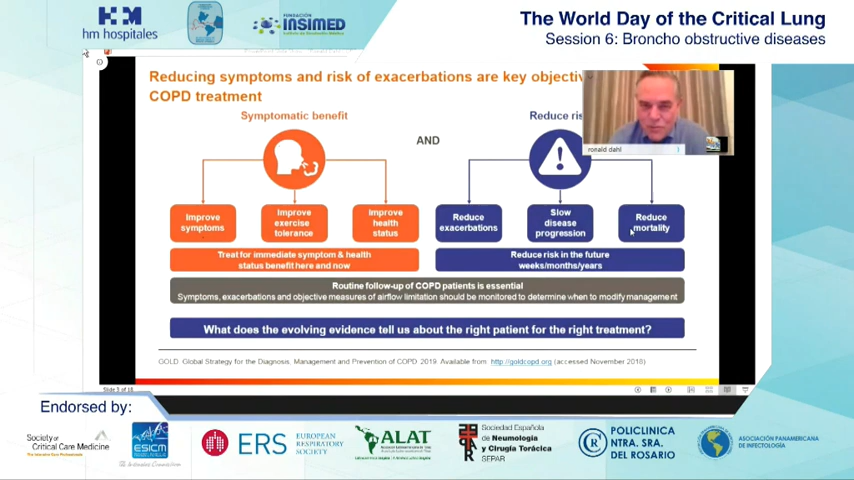 hm hospitales
FUNDACIÓN
INSIMED
The World Day of the Critical Lung
Session 6: Broncho obstructive diseases
Reducing symptoms and risk of exacerbations are key objectiv
COPD treatment
Symptomatic benefit
AND
Reduce ris
ronald dahl
Improve
symptoms
Improve
exercise
tolerance
Improve
health
status
Reduce
exacerbations
Slow
disease
progression
Reduce
mortality
Treat for immediate symptom & health
status benefit here and now
Reduce risk in the future
weeks/months/years
Routine follow-up of COPD patients is essential
Symptoms, exacerbations and objective measures of airflow limitation should be monitored to determine when to modify management
What does the evolving evidence tell us about the right patient for the right treatment?
GOLD. Global Strategy for the Diagnosis, Management and Prevention of COPD. 2019. Available from: http://goldcopd.org (accessed November 2018)
Slide 5 of 16
Endorsed by:
Society of
Critical Care Medicine
The Intensive Care Professionals
ESICM
ERS
EUROPEAN
RESPIRATORY
SOCIETY
ALAT
Sociedad Española
de Neumología
y Cirugía Torácica
SEPAR
POLICLINICA
NTRA. SRA.
DEL ROSARIO
ASOCIACIÓN PANAMERICANA
DE INFECTOLOGÍA